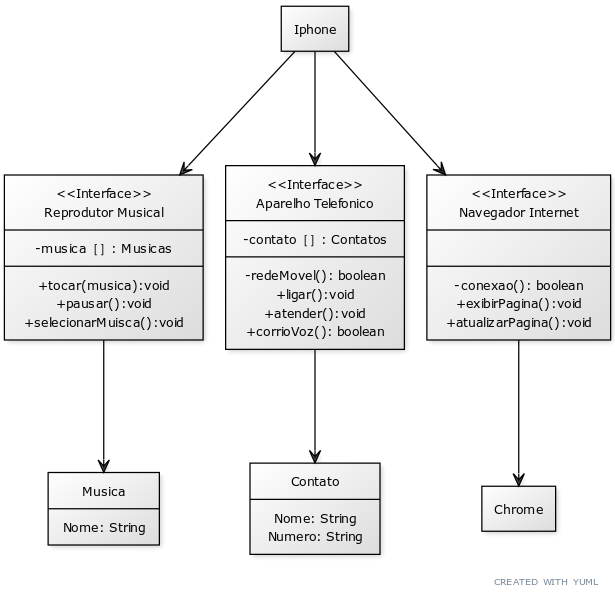 Iphone
<<Interface>>
Reprodutor Musical
-musica [] : Musicas
+tocar(musica):void
+pausar():void
+selecionarMuisca():void
<<Interface>>
Aparelho Telefonico
-contato [] : Contatos
-redeMovel(): boolean
+ligar():void
+atender():void
+corrioVoz(): boolean
<<Interface>>
Navegador Internet
-conexao(): boolean
+exibirPagina():void
+atualizarPagina():void
Musica
Nome: String
Contato
Nome: String
Numero: String
Chrome
CREATED WITH YUML